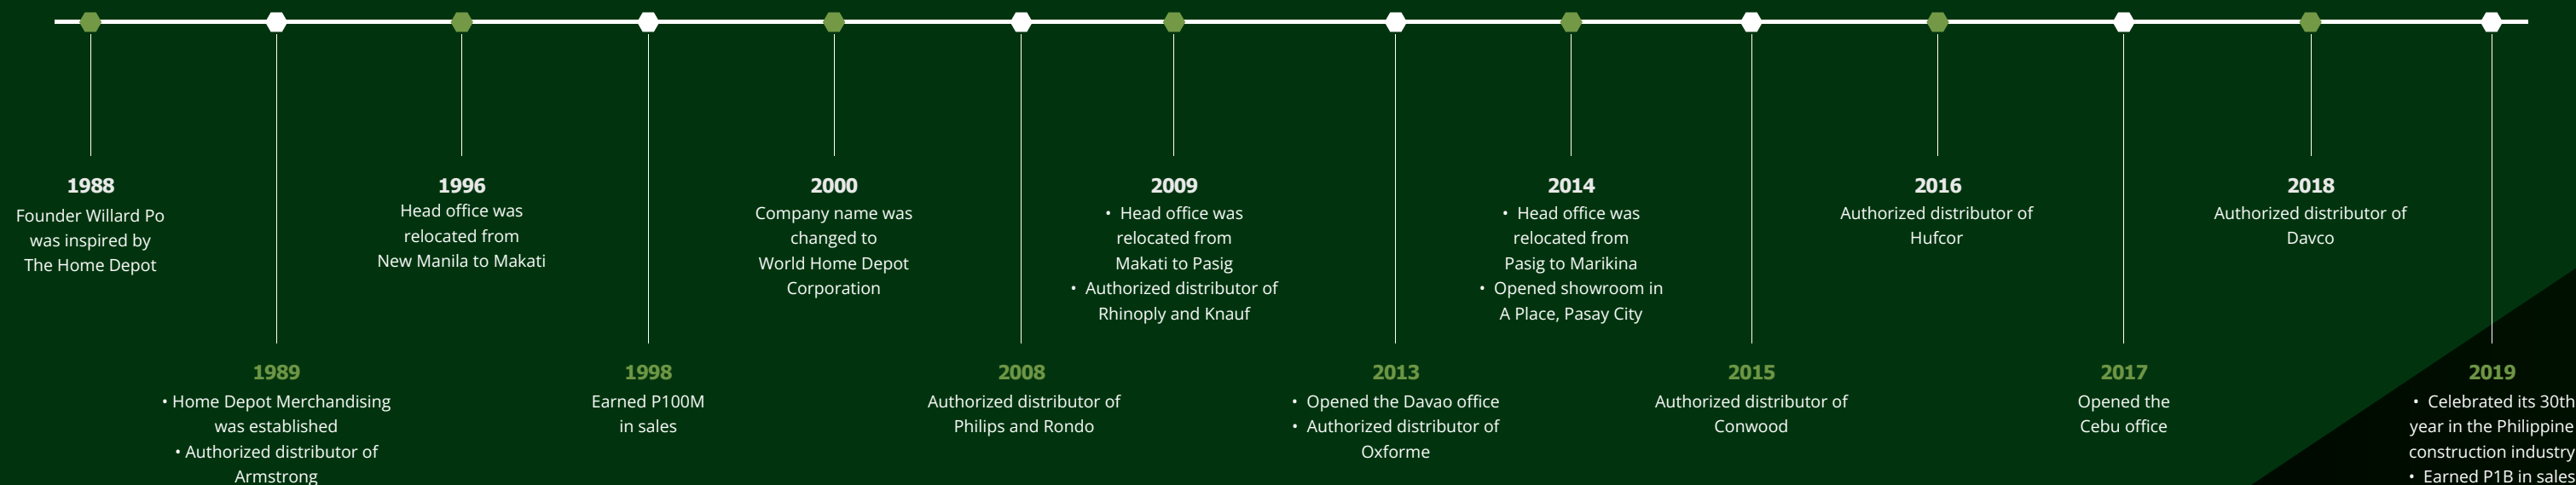 1988
Founder Willard Po
was inspired by
The Home Depot
1989
• Home Depot Merchandising
was established
• Authorized distributor of
Armstrong
1996
Head office was
relocated from
New Manila to Makati
1998
Earned P100M
in sales
2000
Company name was
changed to
World Home Depot
Corporation
2008
Authorized distributor of
Philips and Rondo
2009
• Head office was
relocated from
Makati to Pasig
• Authorized distributor of
Rhinoply and Knauf
2013
• Opened the Davao office
• Authorized distributor of
Oxforme
2014
• Head office was
relocated from
Pasig to Marikina
• Opened showroom in
A Place, Pasay City
2015
Authorized distributor of
Conwood
2016
Authorized distributor of
Hufcor
2017
Opened the
Cebu office
2018
Authorized distributor of
Davco
2019
• Celebrated its 30th
year in the Philippine
construction industry
• Earned P1B in sales